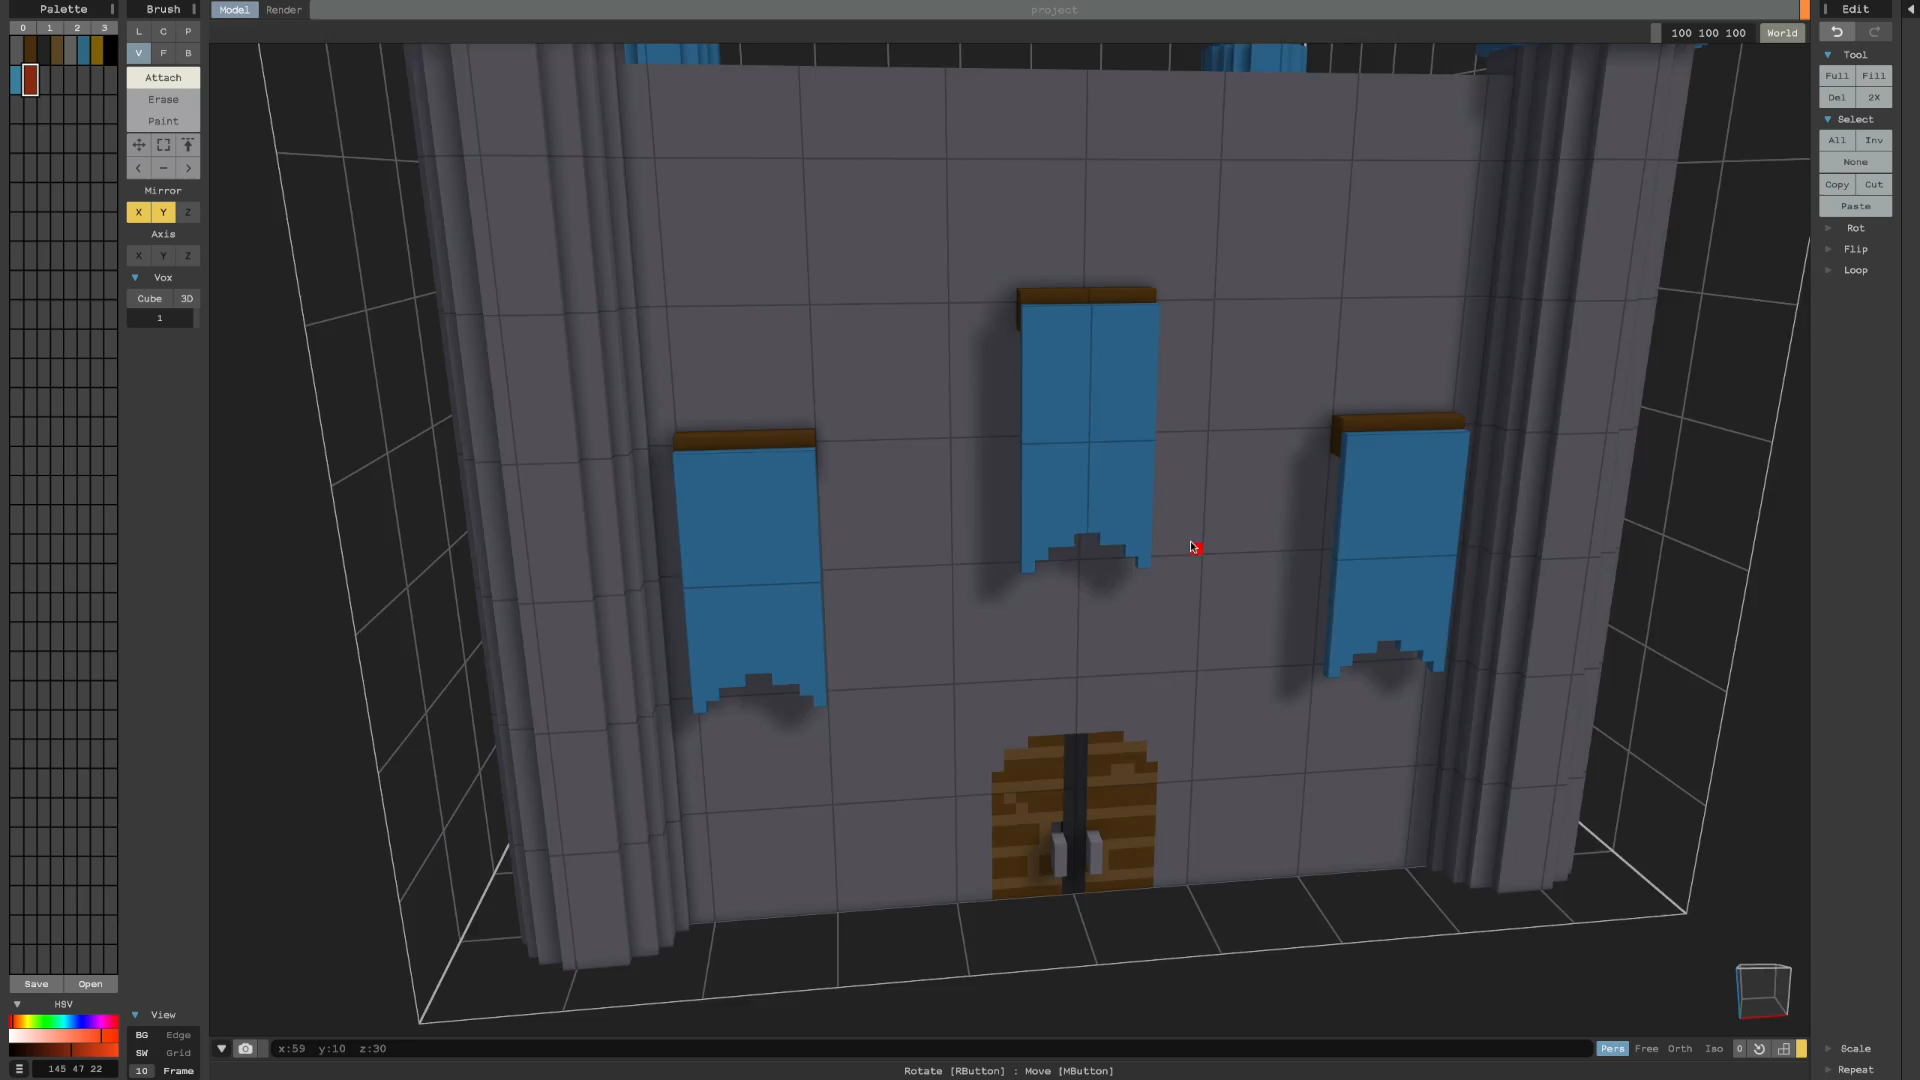 Palette
0 1 2 3
Save Open
HSV
145 47 22
Brush
L C P
V F B
Attach
Erase
Paint
< – >
Mirror
X Y Z
Axis
X Y Z
Vox
Cube 3D
1
View
BG Edge
SW Grid
10 Frame
Model Render project
100 100 100 World
x:59 y:10 z:30
Pers Free Orth Iso 0
Rotate [RButton] : Move [MButton]
Edit
Tool
Full Fill
Del 2X
Select
All Inv
None
Copy Cut
Paste
Rot
Flip
Loop
Scale
Repeat